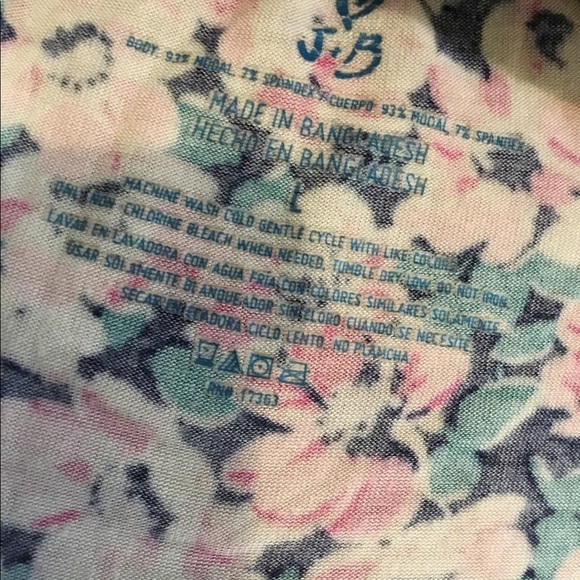 J.B
BODY: 93% MODAL, 7% SPANDEX / CUERPO: 93% MODAL, 7% SPANDEX
MADE IN BANGLADESH
HECHO EN BANGLADESH
L
MACHINE WASH COLD GENTLE CYCLE WITH LIKE COLORS
ONLY NON CHLORINE BLEACH WHEN NEEDED, TUMBLE DRY LOW, DO NOT IRON.
LAVAR EN LAVADORA CON AGUA FRIA CON COLORES SIMILARES SOLAMENTE
USAR SOLAMENTE BLANQUEADOR SIN CLORO CUANDO SE NECESITE
SECAR EN SECADORA CICLO LENTO, NO PLANCHA
RN# 17361